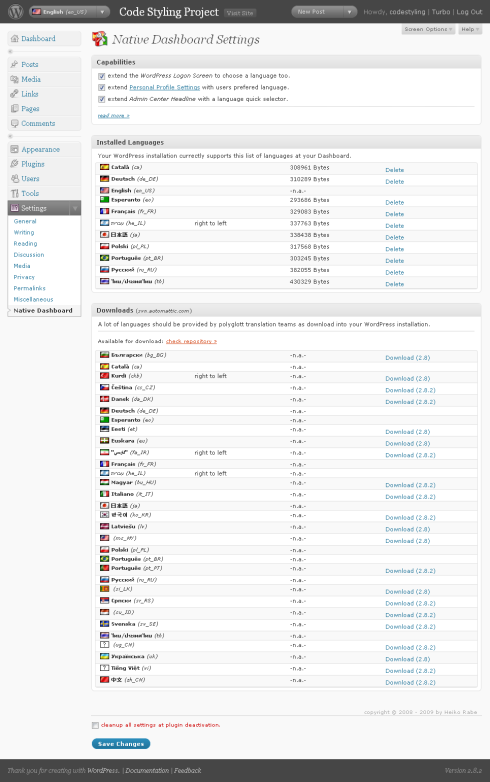 English (en_US)
Code Styling Project
Visit Site
New Post
Howdy, codestyling | Turbo | Log Out
Screen Options
Help
Dashboard
Posts
Media
Links
Pages
Comments
Appearance
Plugins
Users
Tools
Settings
General
Writing
Reading
Discussion
Media
Privacy
Permalinks
Miscellaneous
Native Dashboard
Native Dashboard Settings
Capabilities
extend the WordPress Logon Screen to choose a language too.
extend Personal Profile Settings with users prefered language.
extend Admin Center Headline with a language quick selector.
read more »
Installed Languages
Your WordPress installation currently supports this list of languages at your Dashboard.
Català (ca) 308961 Bytes Delete
Deutsch (de_DE) 310289 Bytes Delete
English (en_US) -n.a.-
Esperanto (eo) 293686 Bytes Delete
Français (fr_FR) 329083 Bytes Delete
עברית (he_IL) right to left 337763 Bytes Delete
日本語 (ja) 338438 Bytes Delete
Polski (pl_PL) 317568 Bytes Delete
Português (pt_BR) 303245 Bytes Delete
Русский (ru_RU) 382055 Bytes Delete
(th) 430329 Bytes Delete
Downloads (svn.automattic.com)
A lot of languages should be provided by polyglott translation teams as download into your WordPress installation.
Available for download: check repository »
Български (bg_BG) -n.a.- Download (2.8)
Català (ca) -n.a.-
Kurdi (ckb) right to left -n.a.- Download (2.8)
Čeština (cs_CZ) -n.a.- Download (2.8.2)
Dansk (da_DK) -n.a.- Download (2.8.2)
Deutsch (de_DE) -n.a.-
Esperanto (eo) -n.a.-
Eesti (et) -n.a.- Download (2.8)
Euskara (eu) -n.a.- Download (2.8)
(fa_IR) right to left -n.a.- Download (2.8.2)
Français (fr_FR) -n.a.-
עברית (he_IL) right to left -n.a.-
Magyar (hu_HU) -n.a.- Download (2.8.2)
Italiano (it_IT) -n.a.- Download (2.8.2)
日本語 (ja) -n.a.-
한국어 (ko_KR) -n.a.- Download (2.8.2)
Latviešu (lv) -n.a.- Download (2.8)
(ms_MY) -n.a.- Download (2.8)
Polski (pl_PL) -n.a.-
Português (pt_BR) -n.a.-
Português (pt_PT) -n.a.- Download (2.8.2)
Русский (ru_RU) -n.a.-
(si_LK) -n.a.- Download (2.8)
Српски (sr_RS) -n.a.- Download (2.8.2)
(su_ID) -n.a.- Download (2.8.2)
Svenska (sv_SE) -n.a.- Download (2.8.2)
(th) -n.a.-
(ug_CN) -n.a.- Download (2.8.2)
Українська (uk) -n.a.- Download (2.8)
Tiếng Việt (vi) -n.a.- Download (2.8.2)
中文 (zh_CN) -n.a.- Download (2.8.2)
copyright © 2008 - 2009 by Heiko Rabe
cleanup all settings at plugin deactivation.
Save Changes
Thank you for creating with WordPress. | Documentation | Feedback
Version 2.8.2